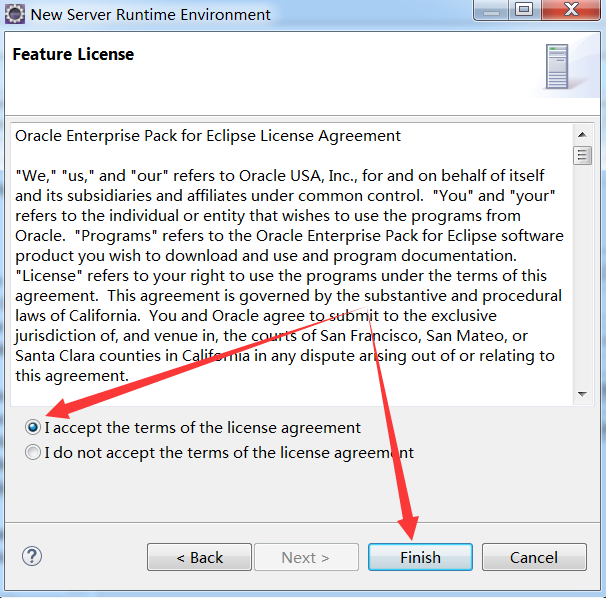 New Server Runtime Environment
Feature License
Oracle Enterprise Pack for Eclipse License Agreement
"We," "us," and "our" refers to Oracle USA, Inc., for and on behalf of itself
and its subsidiaries and affiliates under common control.  "You" and "your"
refers to the individual or entity that wishes to use the programs from
Oracle.  "Programs" refers to the Oracle Enterprise Pack for Eclipse software
product you wish to download and use and program documentation.
"License" refers to your right to use the programs under the terms of this
agreement.  This agreement is governed by the substantive and procedural
laws of California.  You and Oracle agree to submit to the exclusive
jurisdiction of, and venue in, the courts of San Francisco, San Mateo, or
Santa Clara counties in California in any dispute arising out of or relating to
this agreement.
I accept the terms of the license agreement
I do not accept the terms of the license agreement
? < Back Next > Finish Cancel